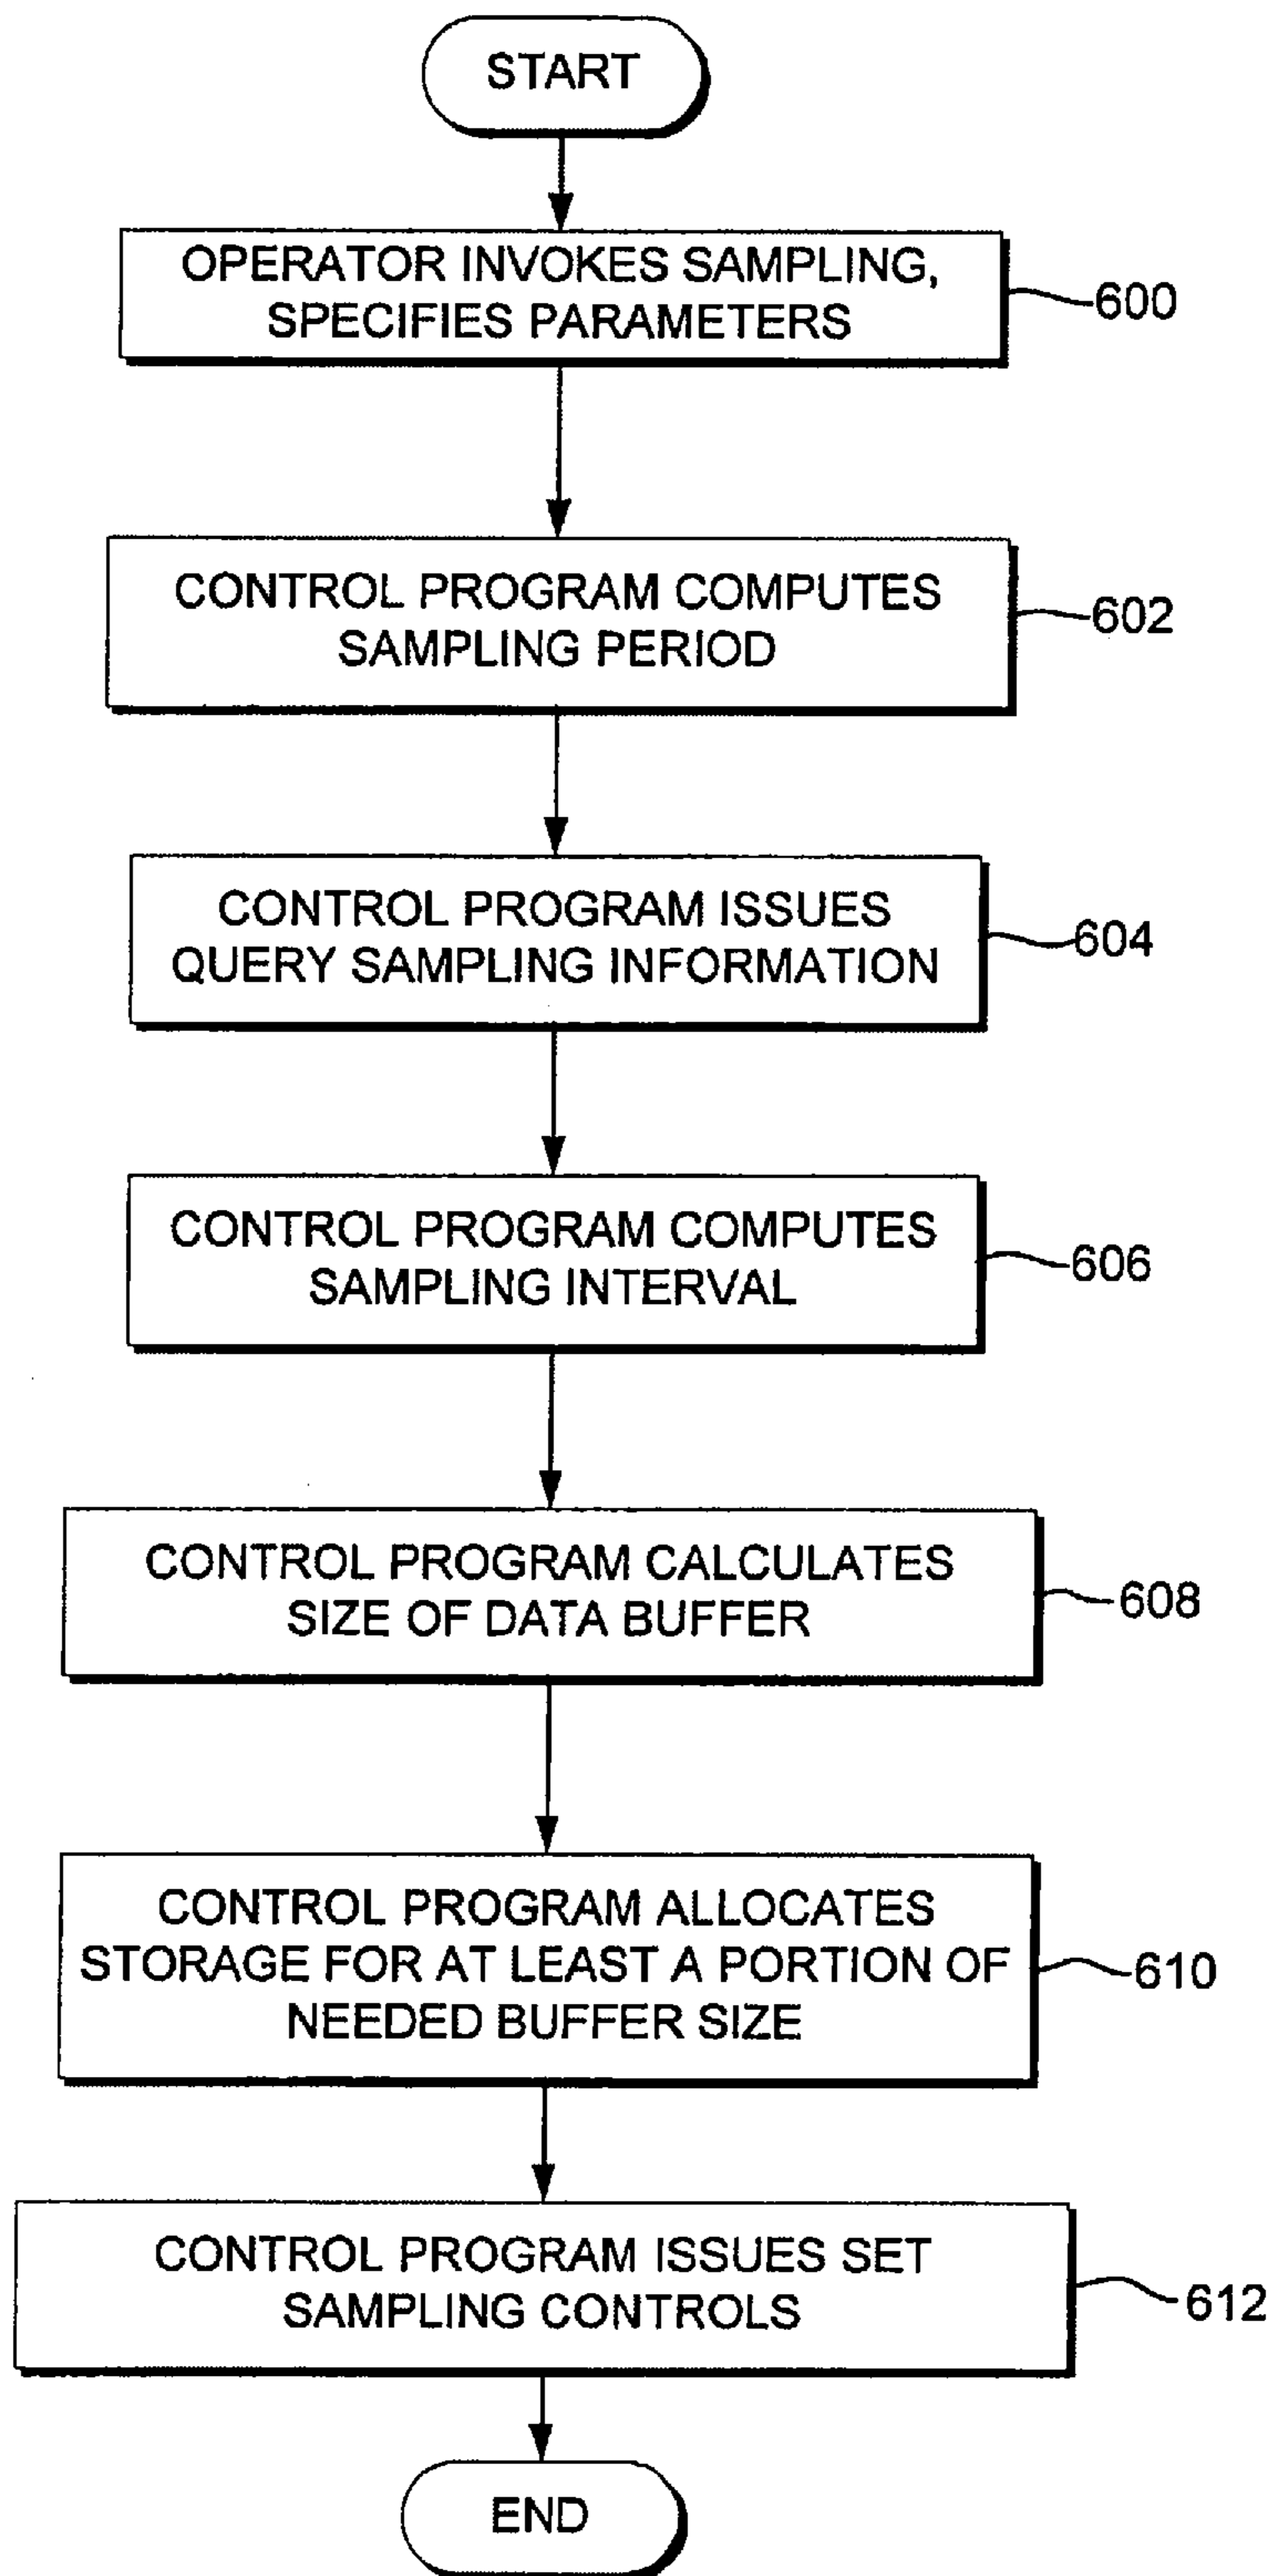 START
OPERATOR INVOKES SAMPLING,
SPECIFIES PARAMETERS
600
CONTROL PROGRAM COMPUTES
SAMPLING PERIOD
602
CONTROL PROGRAM ISSUES
QUERY SAMPLING INFORMATION
604
CONTROL PROGRAM COMPUTES
SAMPLING INTERVAL
606
CONTROL PROGRAM CALCULATES
SIZE OF DATA BUFFER
608
CONTROL PROGRAM ALLOCATES
STORAGE FOR AT LEAST A PORTION OF
NEEDED BUFFER SIZE
610
CONTROL PROGRAM ISSUES SET
SAMPLING CONTROLS
612
END